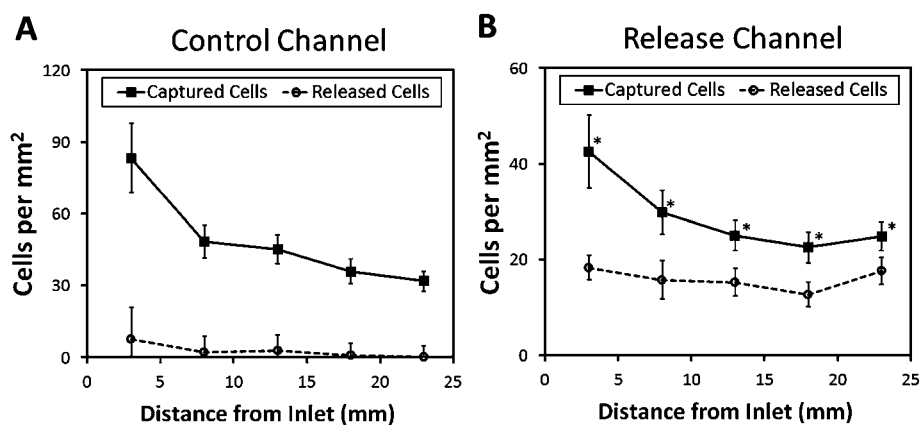 A
Control Channel
120
90
60
30
0
Captured Cells
Released Cells
Cells per mm²
0 5 10 15 20 25
Distance from Inlet (mm)
B
Release Channel
60
40
20
0
Captured Cells
Released Cells
Cells per mm²
*
*
*
*
*
0 5 10 15 20 25
Distance from Inlet (mm)